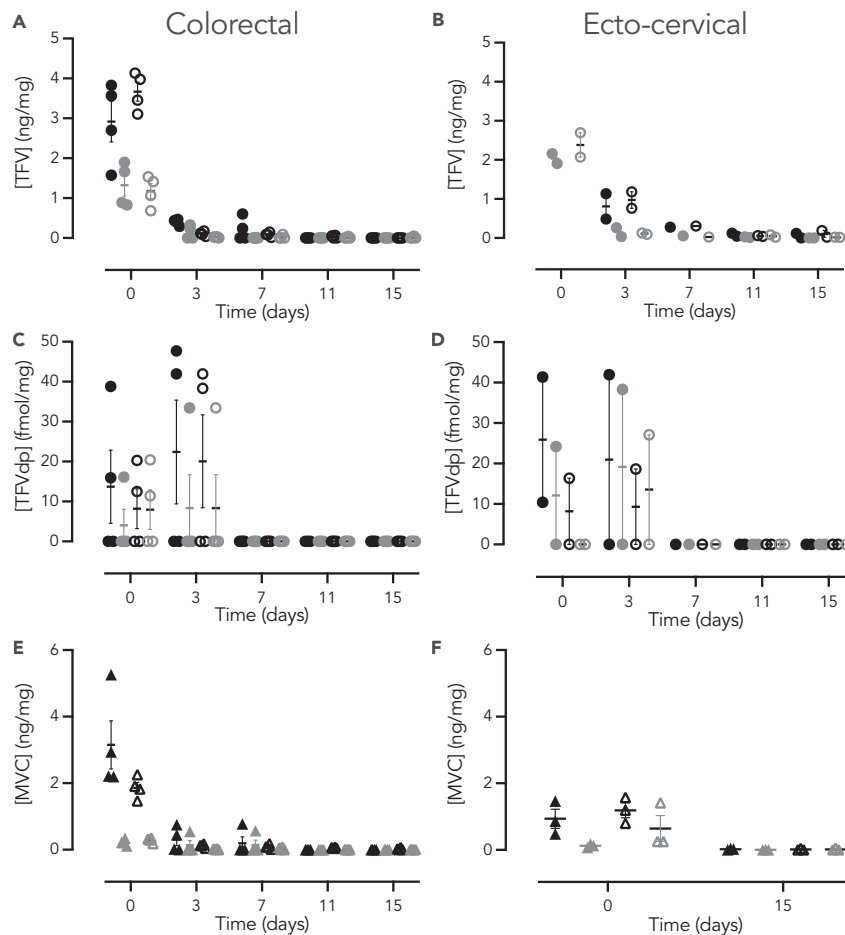 A Colorectal
[TFV] (ng/mg)
5
4
3
2
1
0
0 3 7 11 15
Time (days)
B Ecto-cervical
[TFV] (ng/mg)
5
4
3
2
1
0
0 3 7 11 15
Time (days)
C
[TFVdp] (fmol/mg)
50
40
30
20
10
0
0 3 7 11 15
Time (days)
D
[TFVdp] (fmol/mg)
50
40
30
20
10
0
0 3 7 11 15
Time (days)
E
[MVC] (ng/mg)
6
4
2
0
0 3 7 11 15
Time (days)
F
[MVC] (ng/mg)
6
4
2
0
0 15
Time (days)